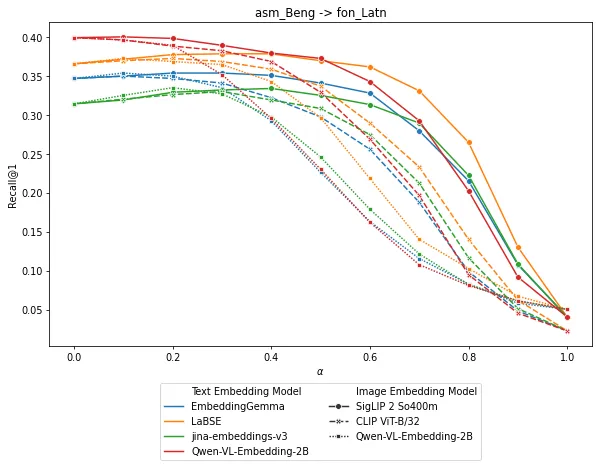 asm_Beng -> fon_Latn
Recall@1
0.40
0.35
0.30
0.25
0.20
0.15
0.10
0.05
0.0 0.2 0.4 0.6 0.8 1.0
α
Text Embedding Model Image Embedding Model
EmbeddingGemma SigLIP 2 So400m
LaBSE CLIP ViT-B/32
jina-embeddings-v3 Qwen-VL-Embedding-2B
Qwen-VL-Embedding-2B